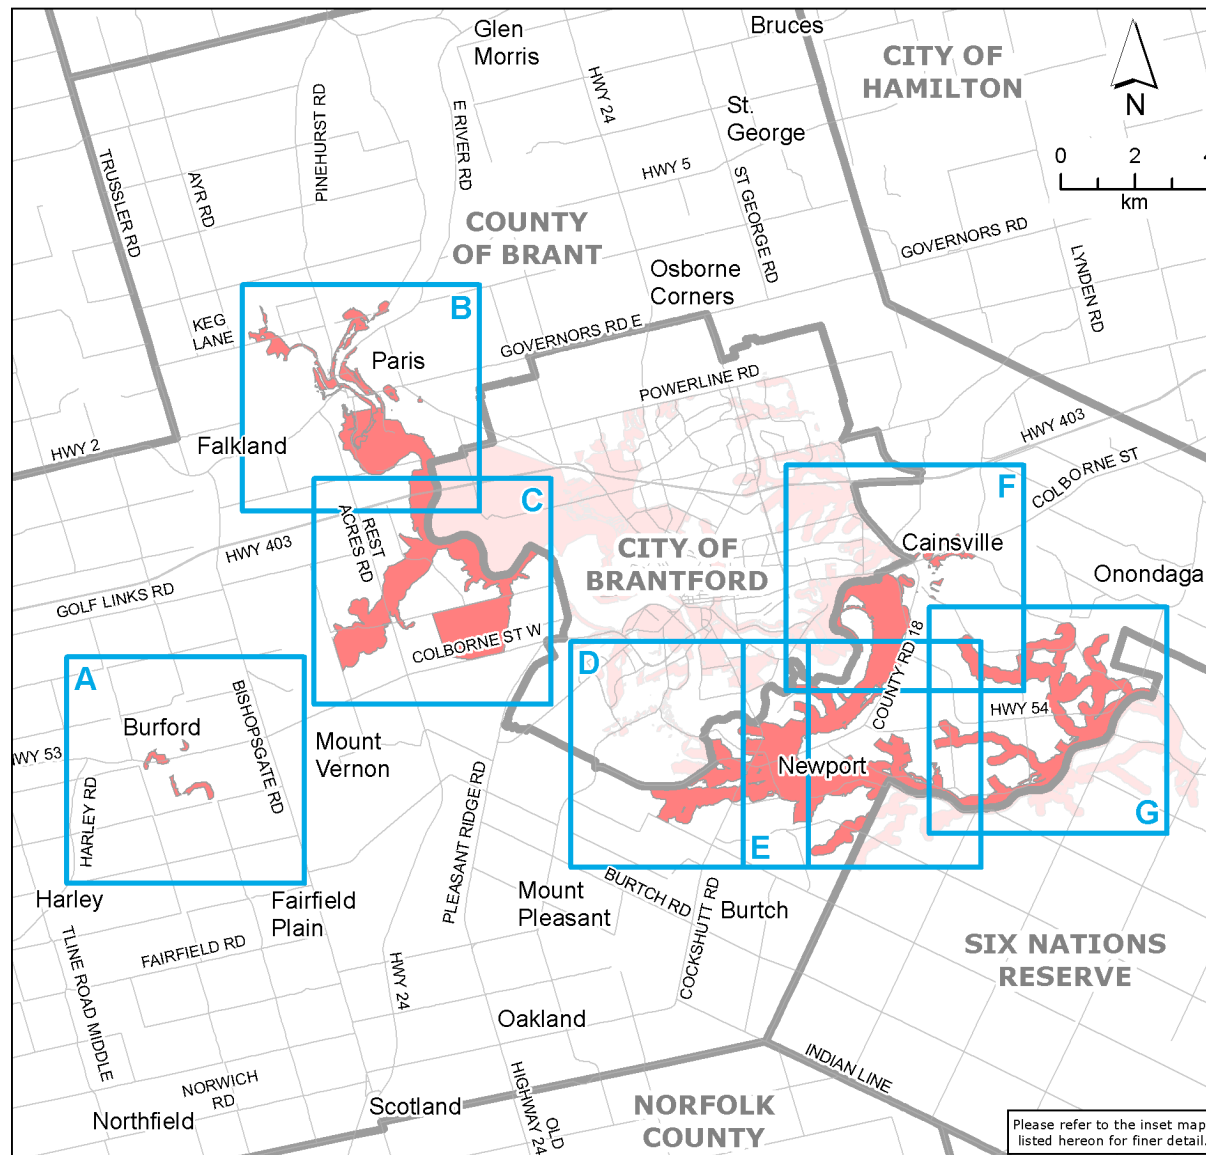 Glen
Morris
Bruces
CITY OF
HAMILTON
N
0 2 4
km
HWY 24
St.
George
PINEHURST RD
E RIVER RD
TRUSSLER RD
AYR RD
HWY 5
ST GEORGE RD
COUNTY
OF BRANT
GOVERNORS RD
LYNDEN RD
Osborne
Corners
B
KEG
LANE
Paris
GOVERNORS RD E
POWERLINE RD
HWY 2
Falkland
HWY 403
COLBORNE ST
F
C
REST
ACRES RD
HWY 403
CITY OF
BRANTFORD
Cainsville
Onondaga
GOLF LINKS RD
COLBORNE ST W
COUNTY RD 18
A
D
BISHOPSGATE RD
Burford
HWY 54
WY 53
Mount
Vernon
Newport
HARLEY RD
PLEASANT RIDGE RD
G
E
Harley
Fairfield
Plain
Mount
Pleasant
BURTCH RD
COCKSHUTT RD
Burtch
TLINE ROAD MIDDLE
FAIRFIELD RD
HWY 24
SIX NATIONS
RESERVE
Oakland
INDIAN LINE
NORWICH
RD
OLD
HIGHWAY 24
Northfield
Scotland
NORFOLK
COUNTY
Please refer to the inset map
listed hereon for finer detail.